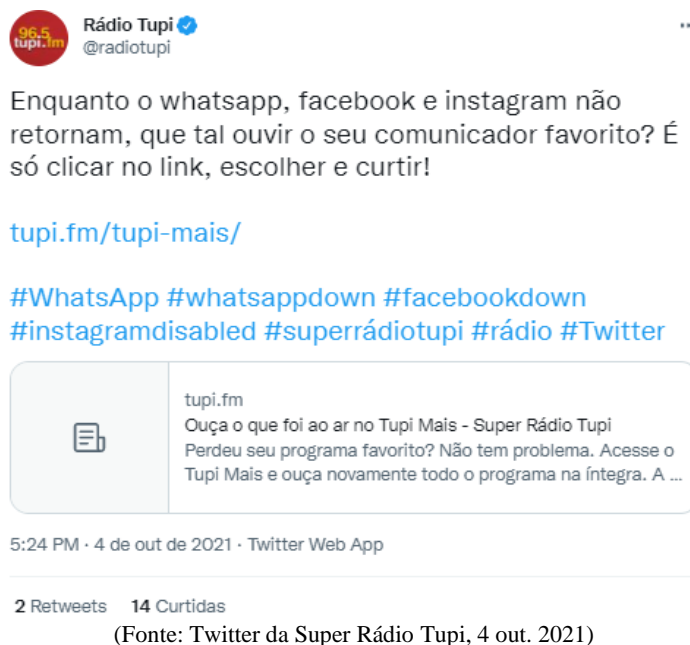 96.5
tupi.fm
Rádio Tupi
@radiotupi
Enquanto o whatsapp, facebook e instagram não
retornam, que tal ouvir o seu comunicador favorito? É
só clicar no link, escolher e curtir!
tupi.fm/tupi-mais/
#WhatsApp #whatsappdown #facebookdown
#instagramdisabled #superrádiotupi #rádio #Twitter
tupi.fm
Ouça o que foi ao ar no Tupi Mais - Super Rádio Tupi
Perdeu seu programa favorito? Não tem problema. Acesse o
Tupi Mais e ouça novamente todo o programa na íntegra. A ...
5:24 PM · 4 de out de 2021 · Twitter Web App
2 Retweets 14 Curtidas
(Fonte: Twitter da Super Rádio Tupi, 4 out. 2021)